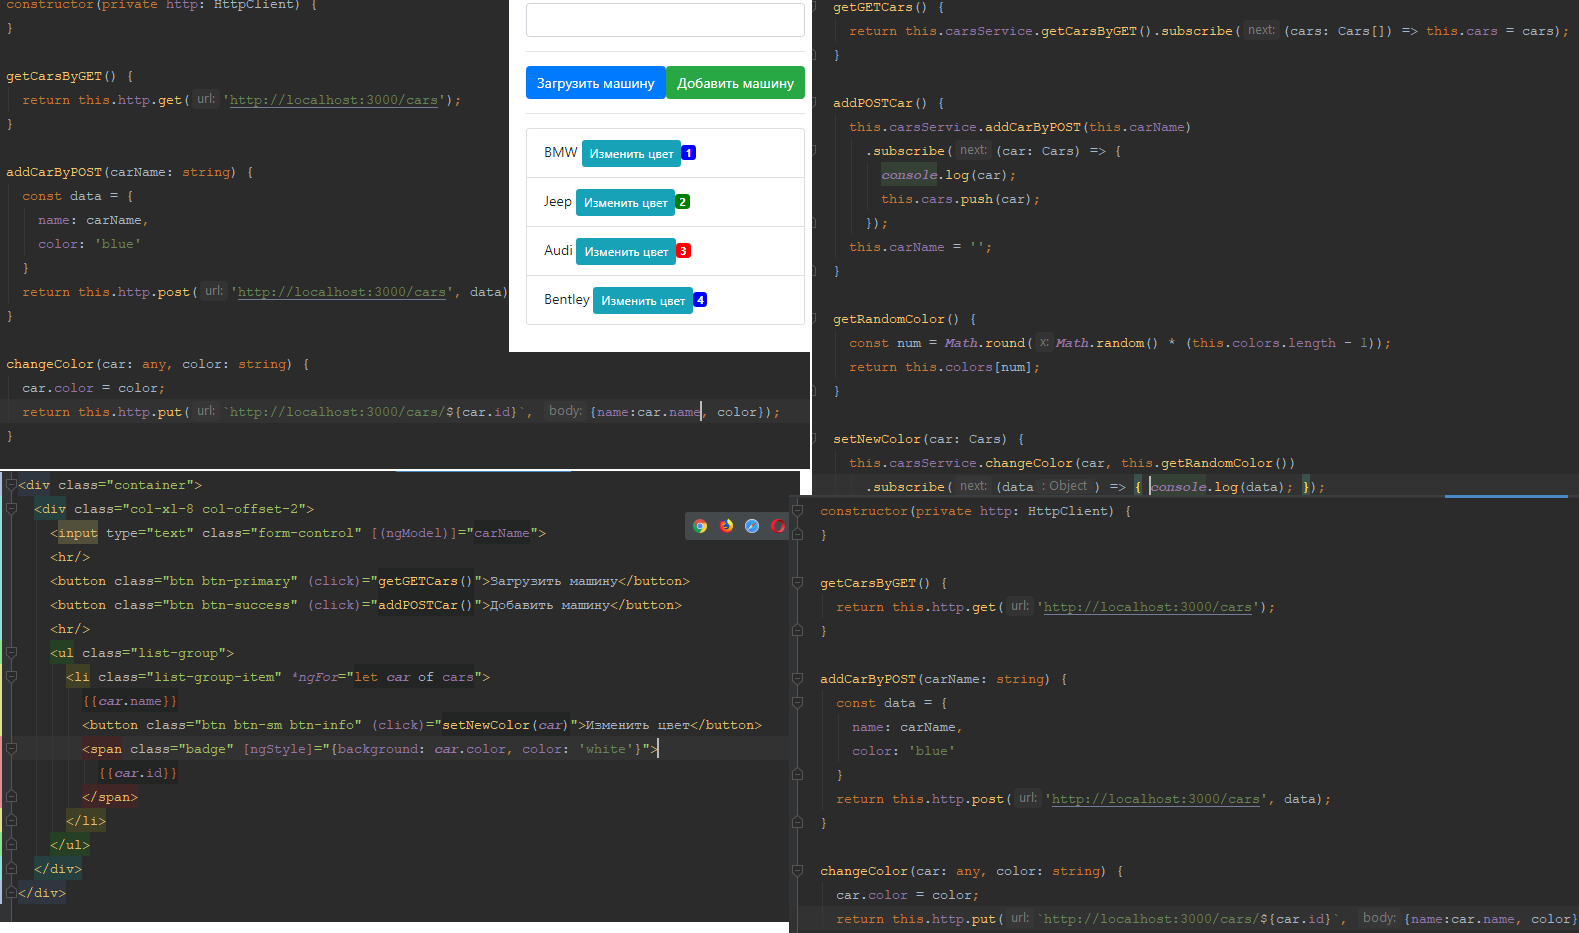 constructor(private http: HttpClient) {
}
getCarsByGET() {
return this.http.get( url: 'http://localhost:3000/cars');
}
addCarByPOST(carName: string) {
const data = {
name: carName,
color: 'blue'
}
return this.http.post( url: 'http://localhost:3000/cars', data)
}
changeColor(car: any, color: string) {
car.color = color;
return this.http.put( url: `http://localhost:3000/cars/${car.id}`, body: {name:car.name, color});
}
Загрузить машину Добавить машину
BMW Изменить цвет 1
Jeep Изменить цвет 2
Audi Изменить цвет 3
Bentley Изменить цвет 4
getGETCars() {
return this.carsService.getCarsByGET().subscribe( next: (cars: Cars[]) => this.cars = cars);
}
addPOSTCar() {
this.carsService.addCarByPOST(this.carName)
.subscribe( next: (car: Cars) => {
console.log(car);
this.cars.push(car);
});
this.carName = '';
}
getRandomColor() {
const num = Math.round( x: Math.random() * (this.colors.length - 1));
return this.colors[num];
}
setNewColor(car: Cars) {
this.carsService.changeColor(car, this.getRandomColor())
.subscribe( next: (data : Object ) => { console.log(data); });
<div class="container">
<div class="col-xl-8 col-offset-2">
<input type="text" class="form-control" [(ngModel)]="carName">
<hr/>
<button class="btn btn-primary" (click)="getGETCars()">Загрузить машину</button>
<button class="btn btn-success" (click)="addPOSTCar()">Добавить машину</button>
<hr/>
<ul class="list-group">
<li class="list-group-item" *ngFor="let car of cars">
{{car.name}}
<button class="btn btn-sm btn-info" (click)="setNewColor(car)">Изменить цвет</button>
<span class="badge" [ngStyle]="{background: car.color, color: 'white'}">
{{car.id}}
</span>
</li>
</ul>
</div>
</div>
constructor(private http: HttpClient) {
}
getCarsByGET() {
return this.http.get( url: 'http://localhost:3000/cars');
}
addCarByPOST(carName: string) {
const data = {
name: carName,
color: 'blue'
}
return this.http.post( url: 'http://localhost:3000/cars', data);
}
changeColor(car: any, color: string) {
car.color = color;
return this.http.put( url: `http://localhost:3000/cars/${car.id}`, body: {name:car.name, color}